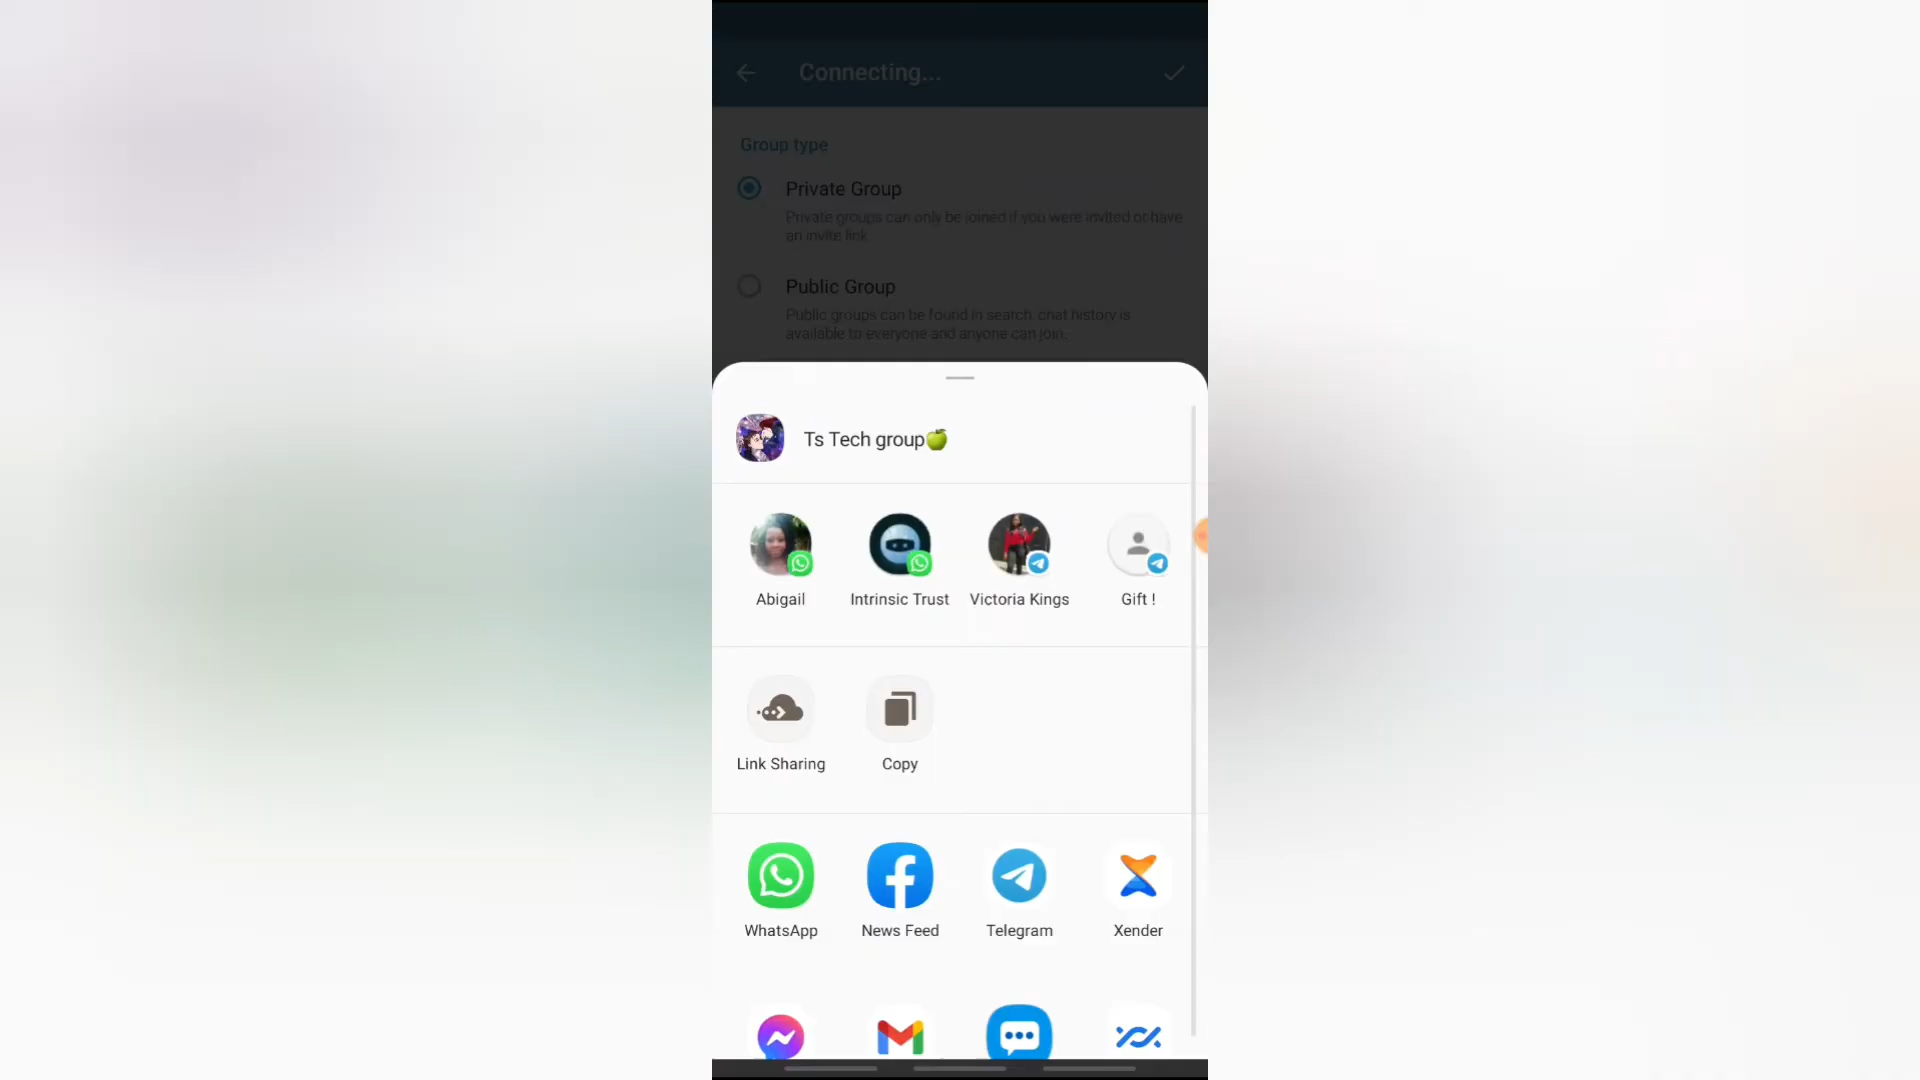 Connecting...
Group type
Private Group
Private groups can only be joined if you were invited or have
an invite link.
Public Group
Public groups can be found in search, chat history is
available to everyone and anyone can join.
Ts Tech group🍏
Abigail
Intrinsic Trust
Victoria Kings
Gift !
Link Sharing
Copy
WhatsApp
News Feed
Telegram
Xender